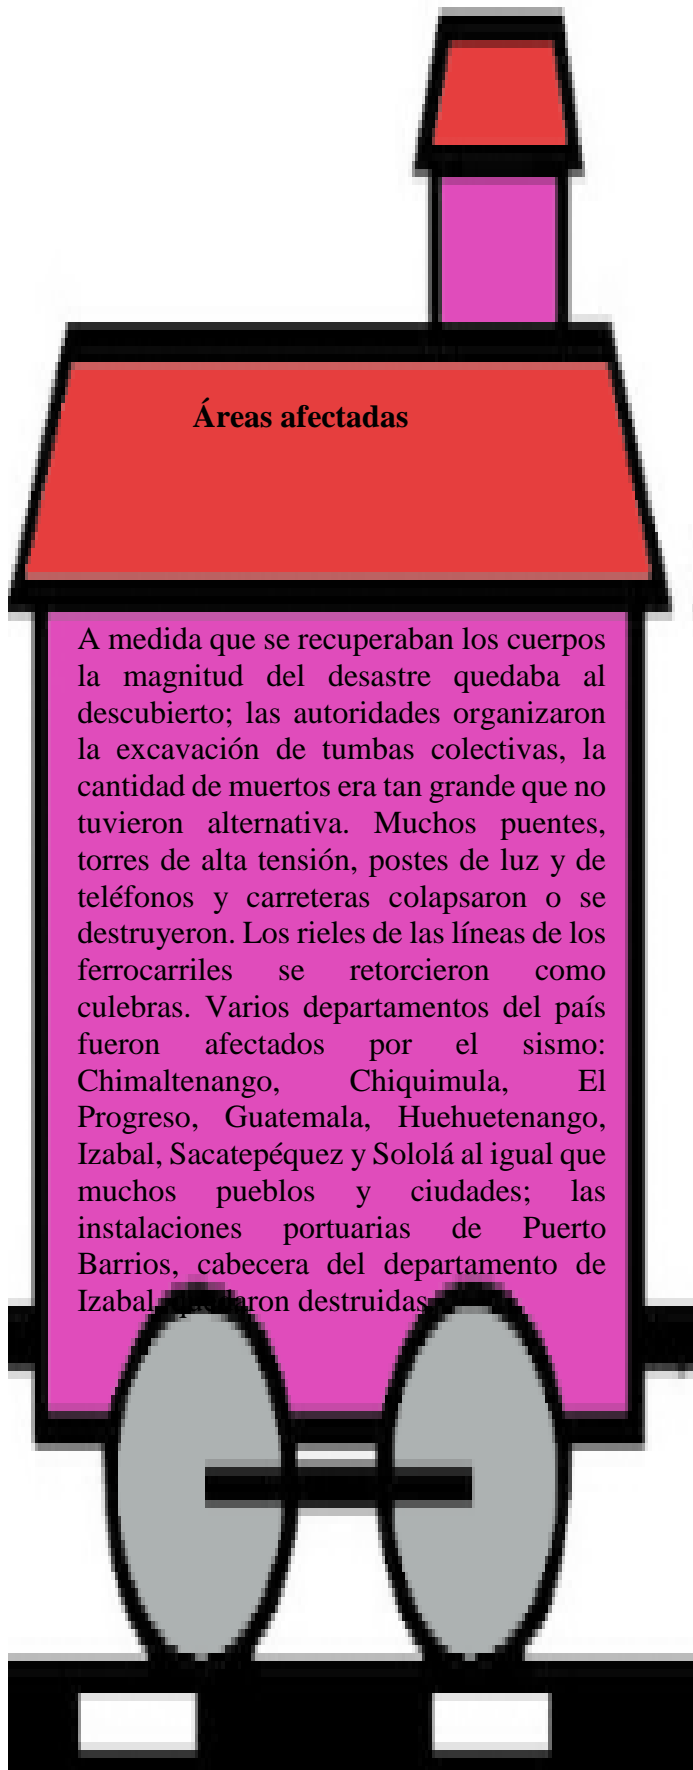 Áreas afectadas
A medida que se recuperaban los cuerpos
la magnitud del desastre quedaba al
descubierto; las autoridades organizaron
la excavación de tumbas colectivas, la
cantidad de muertos era tan grande que no
tuvieron alternativa. Muchos puentes,
torres de alta tensión, postes de luz y de
teléfonos y carreteras colapsaron o se
destruyeron. Los rieles de las líneas de los
ferrocarriles se retorcieron como
culebras. Varios departamentos del país
fueron afectados por el sismo:
Chimaltenango, Chiquimula, El
Progreso, Guatemala, Huehuetenango,
Izabal, Sacatepéquez y Sololá al igual que
muchos pueblos y ciudades; las
instalaciones portuarias de Puerto
Barrios, cabecera del departamento de
Izabal, quedaron destruidas